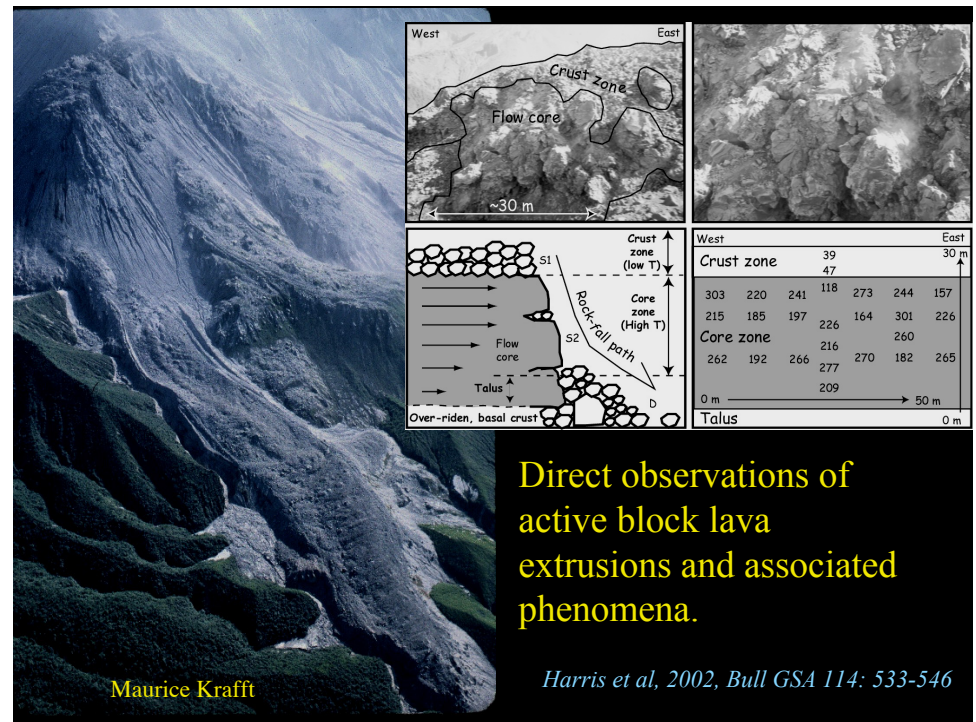 West East
Crust zone
Flow core
~30 m
Crust
zone
(low T)
S1
Core
zone
(High T)
Rock-fall path
S2
Flow
core
Talus
D
Over-riden, basal crust
West East
Crust zone 39 30 m
47
118
303 220 241 273 244 157
215 185 197 164 301 226
226
Core zone 260
216
262 192 266 270 182 265
277
209
0 m 50 m
Talus 0 m
Direct observations of
active block lava
extrusions and associated
phenomena.
Maurice Krafft
Harris et al, 2002, Bull GSA 114: 533-546